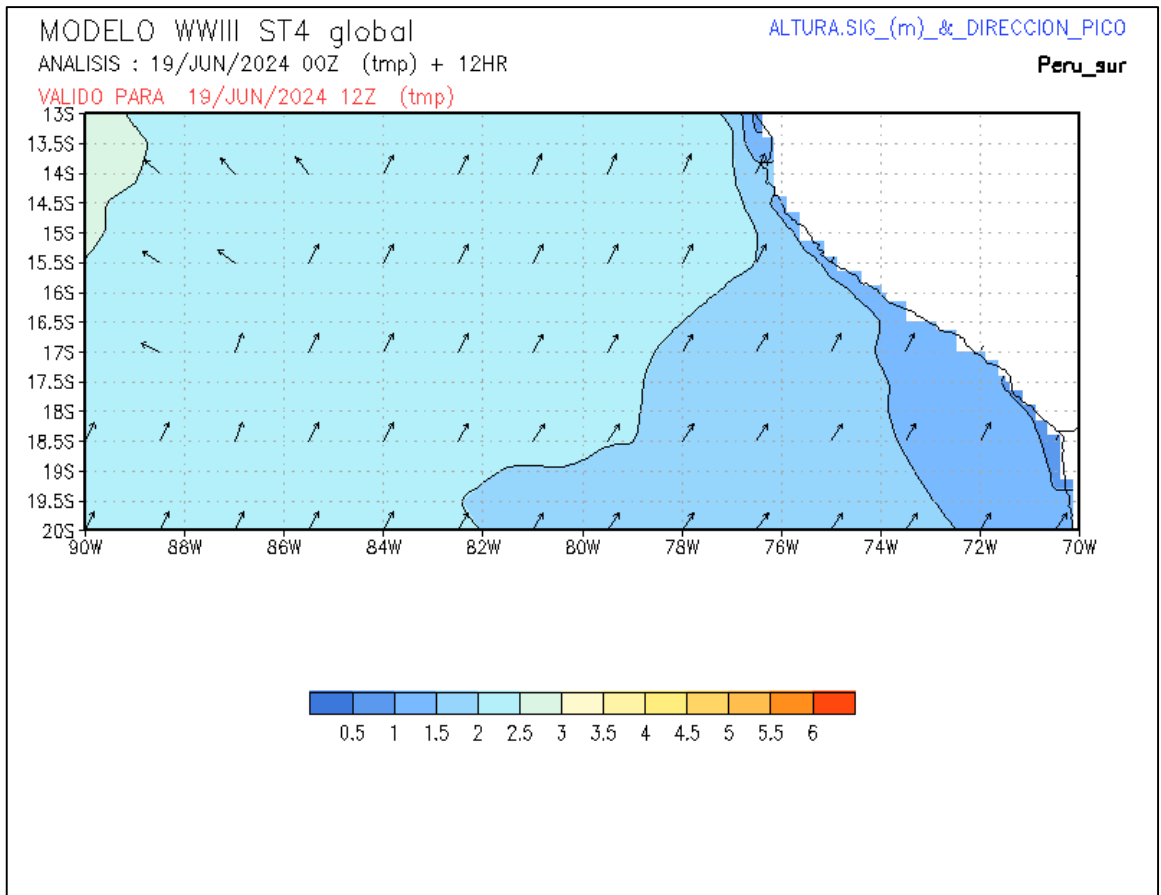 MODELO WWIII ST4 global
ALTURA.SIG_(m)_&_DIRECCION_PICO
ANALISIS : 19/JUN/2024 00Z (tmp) + 12HR
Peru_sur
VALIDO PARA 19/JUN/2024 12Z (tmp)
13S
13.5S
14S
14.5S
15S
15.5S
16S
16.5S
17S
17.5S
18S
18.5S
19S
19.5S
20S
90W 88W 86W 84W 82W 80W 78W 76W 74W 72W 70W
0.5 1 1.5 2 2.5 3 3.5 4 4.5 5 5.5 6